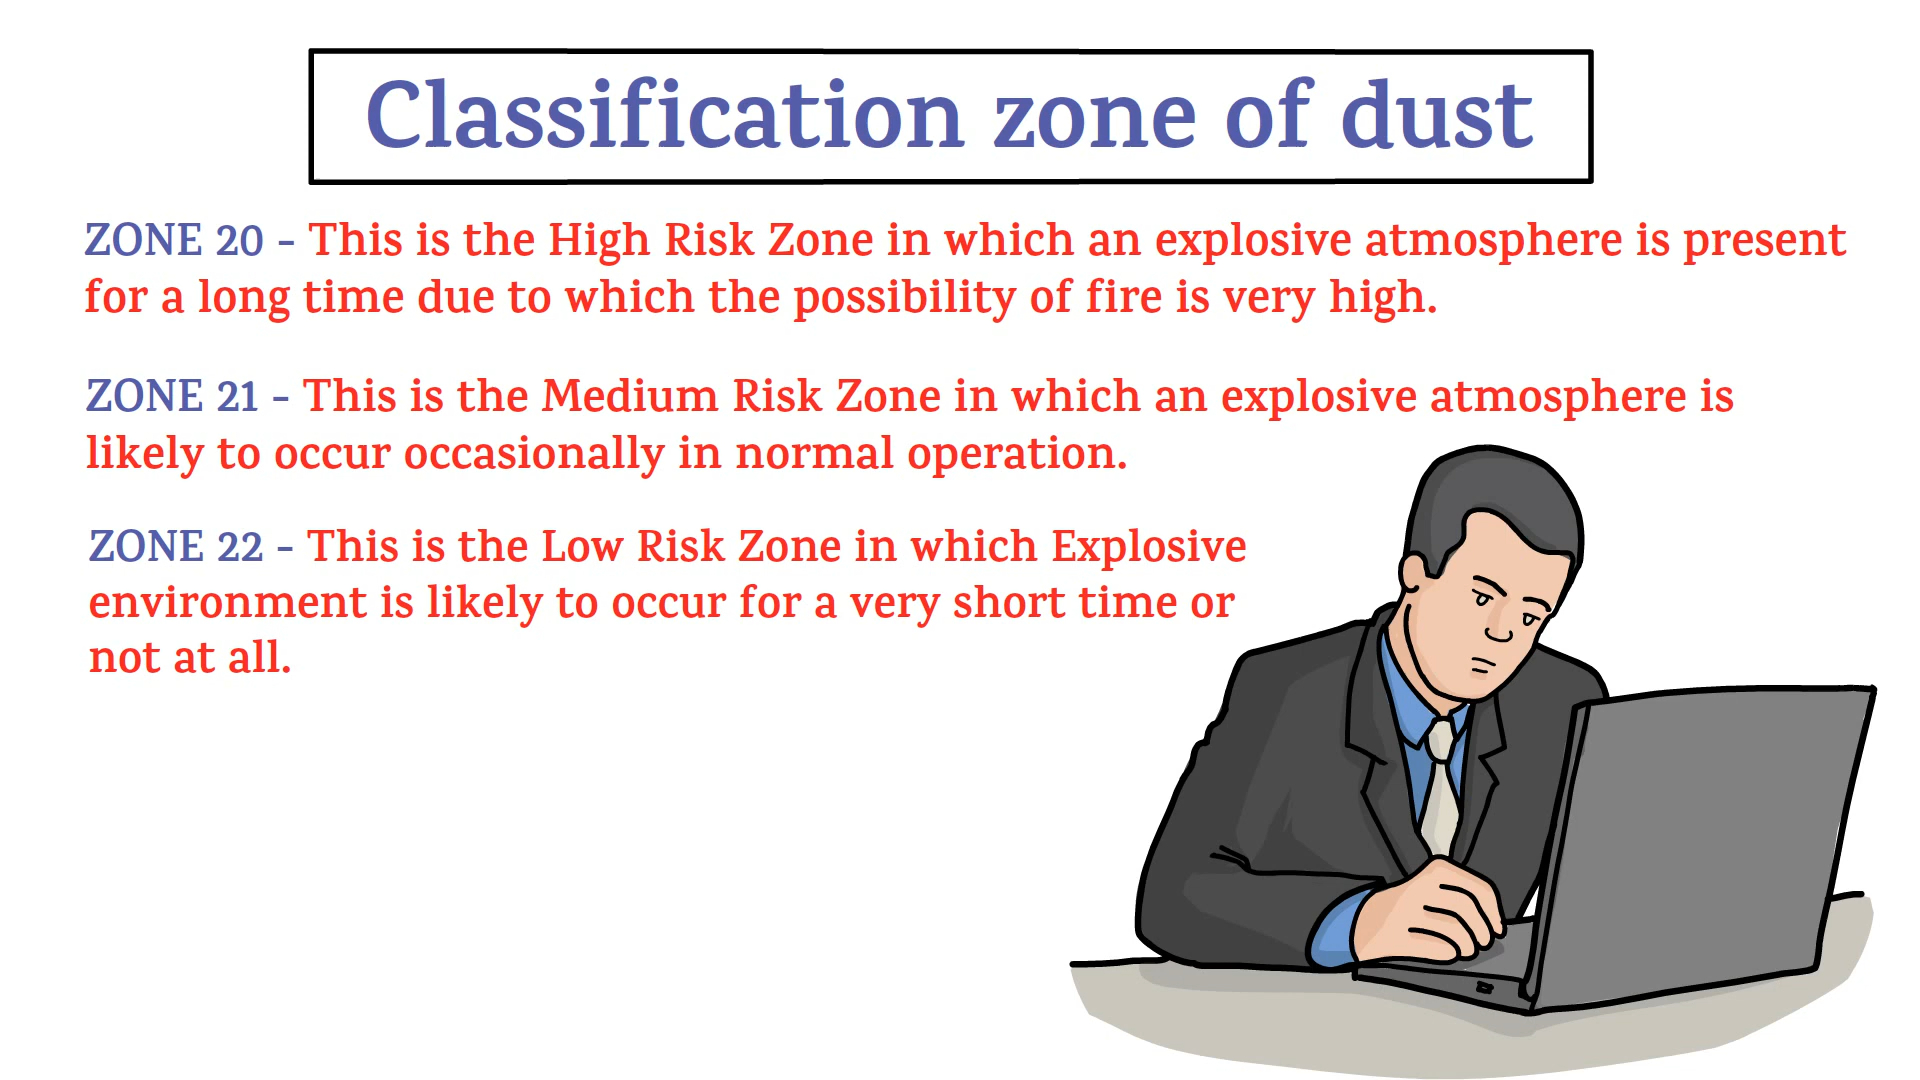 Classification zone of dust
ZONE 20 - This is the High Risk Zone in which an explosive atmosphere is present
for a long time due to which the possibility of fire is very high.
ZONE 21 - This is the Medium Risk Zone in which an explosive atmosphere is
likely to occur occasionally in normal operation.
ZONE 22 - This is the Low Risk Zone in which Explosive
environment is likely to occur for a very short time or
not at all.